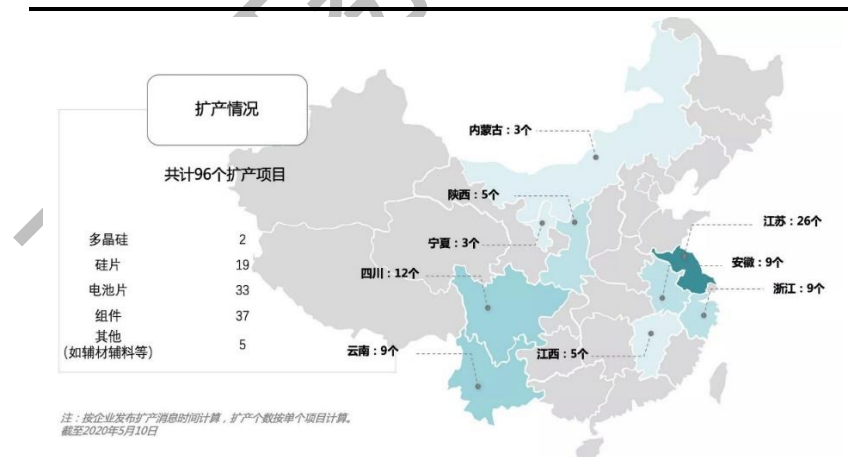 扩产情况
共计96个扩产项目
多晶硅 2
硅片 19
电池片 33
组件 37
其他
(如辅材辅料等) 5
内蒙古：3个
陕西：5个
宁夏：3个
四川：12个
云南：9个
江西：5个
江苏：26个
安徽：9个
浙江：9个
注：按企业发布扩产消息时间计算，扩产个数按单个项目计算。
截至2020年5月10日